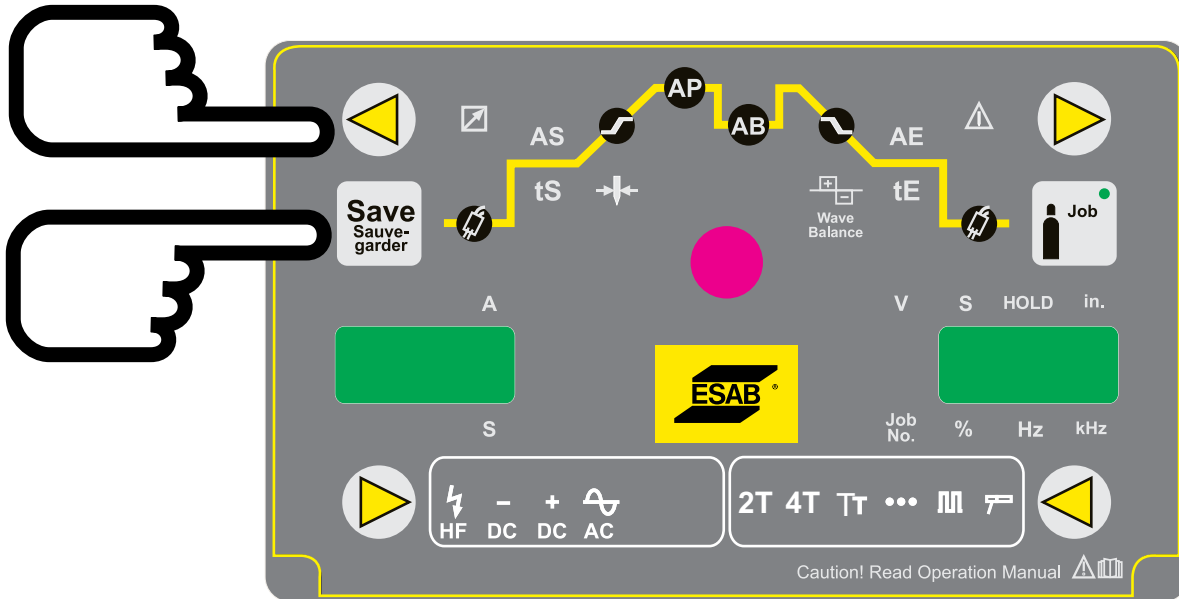 AP
AB
AS
AE
tS
tE
Save
Sauve-
garder
Wave
Balance
Job
A
V S HOLD in.
ESAB ®
S
Job
No.
% Hz kHz
HF
DC
DC
AC
2T 4T TT
Caution! Read Operation Manual